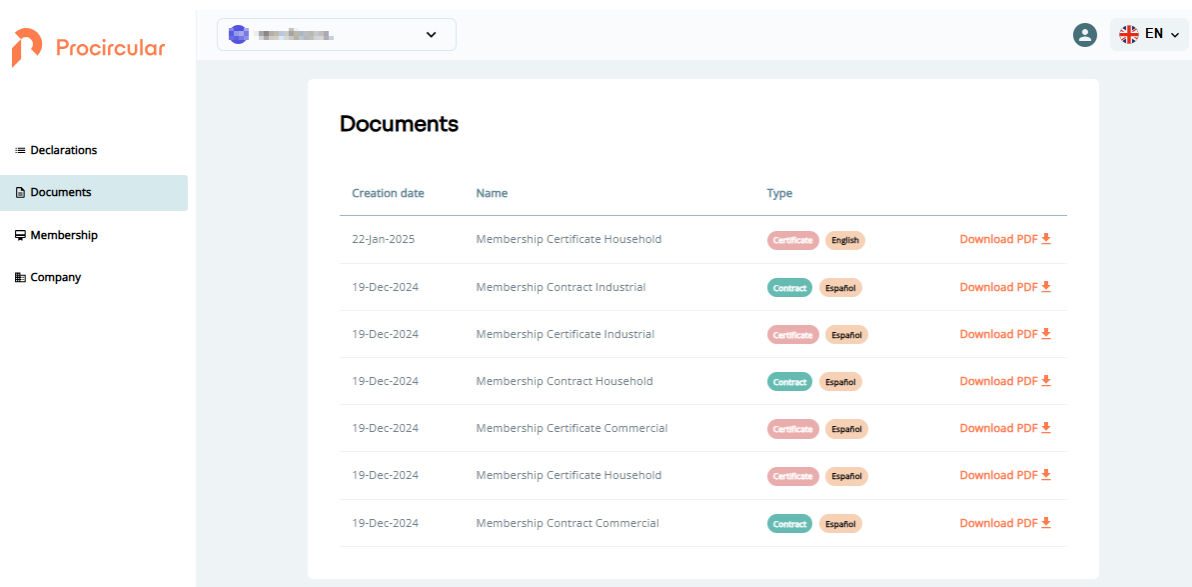 Procircular
EN
Declarations
Documents
Membership
Company
Documents
Creation date Name Type
22-Jan-2025 Membership Certificate Household Certificate English Download PDF
19-Dec-2024 Membership Contract Industrial Contract Español Download PDF
19-Dec-2024 Membership Certificate Industrial Certificate Español Download PDF
19-Dec-2024 Membership Contract Household Contract Español Download PDF
19-Dec-2024 Membership Certificate Commercial Certificate Español Download PDF
19-Dec-2024 Membership Certificate Household Certificate Español Download PDF
19-Dec-2024 Membership Contract Commercial Contract Español Download PDF